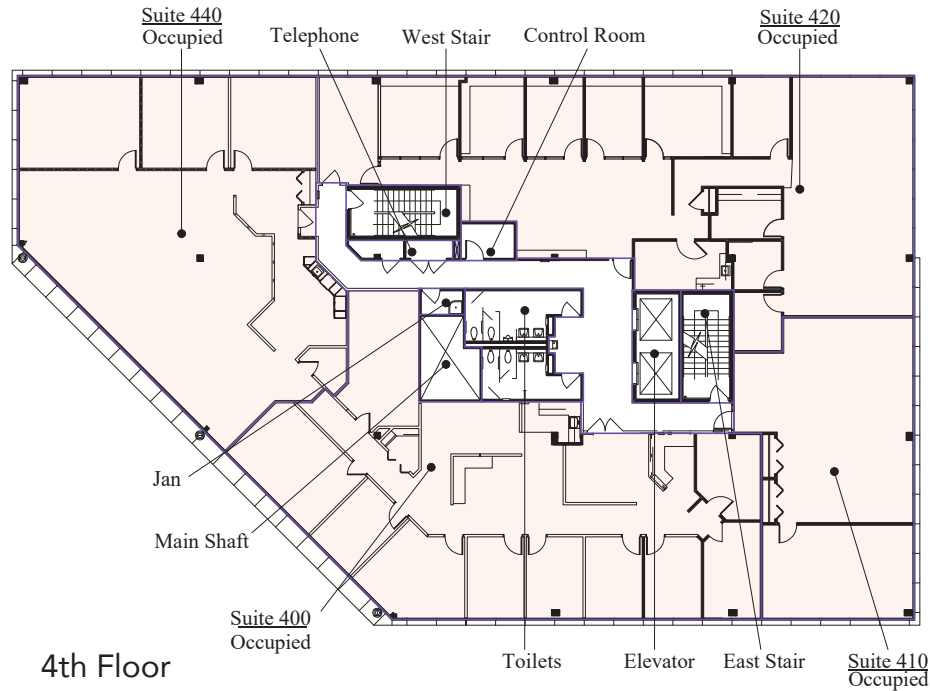 Suite 440
Occupied
Telephone
West Stair
Control Room
Suite 420
Occupied
Jan
Main Shaft
Suite 400
Occupied
Toilets
Elevator
East Stair
Suite 410
Occupied
4th Floor